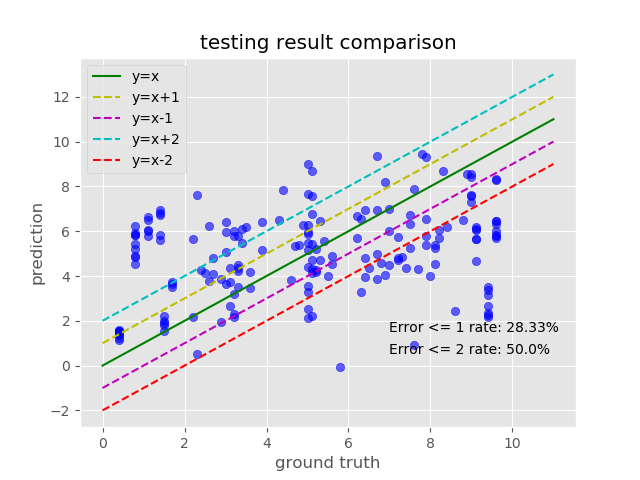 testing result comparison
y=x
y=x+1
y=x-1
y=x+2
y=x-2
12
10
8
6
4
2
0
−2
prediction
Error <= 1 rate: 28.33%
Error <= 2 rate: 50.0%
0 2 4 6 8 10
ground truth